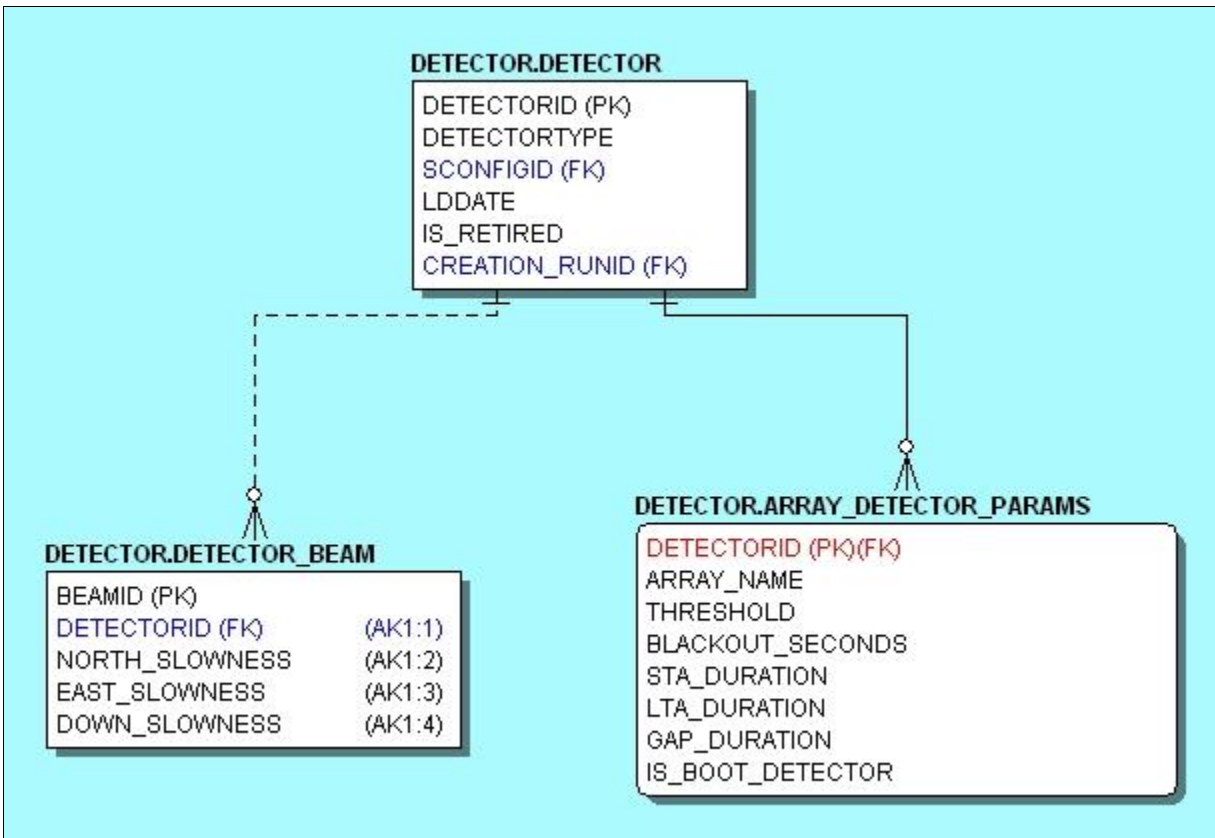 DETECTOR.DETECTOR
DETECTORID (PK)
DETECTORTYPE
SCONFIGID (FK)
LDDATE
IS_RETIRED
CREATION_RUNID (FK)
DETECTOR.DETECTOR_BEAM
BEAMID (PK)
DETECTORID (FK) (AK1:1)
NORTH_SLOWNESS (AK1:2)
EAST_SLOWNESS (AK1:3)
DOWN_SLOWNESS (AK1:4)
DETECTOR.ARRAY_DETECTOR_PARAMS
DETECTORID (PK)(FK)
ARRAY_NAME
THRESHOLD
BLACKOUT_SECONDS
STA_DURATION
LTA_DURATION
GAP_DURATION
IS_BOOT_DETECTOR